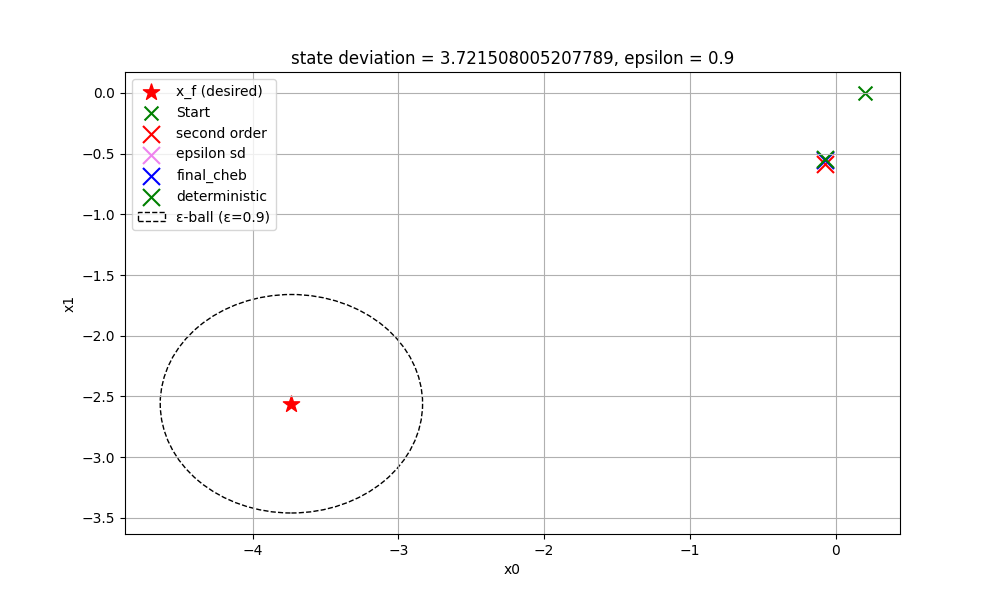 state deviation = 3.721508005207789, epsilon = 0.9
x_f (desired)
Start
second order
epsilon sd
final_cheb
deterministic
ε-ball (ε=0.9)
0.0
−0.5
−1.0
−1.5
−2.0
−2.5
−3.0
−3.5
x1
−4
−3
−2
−1
0
x0